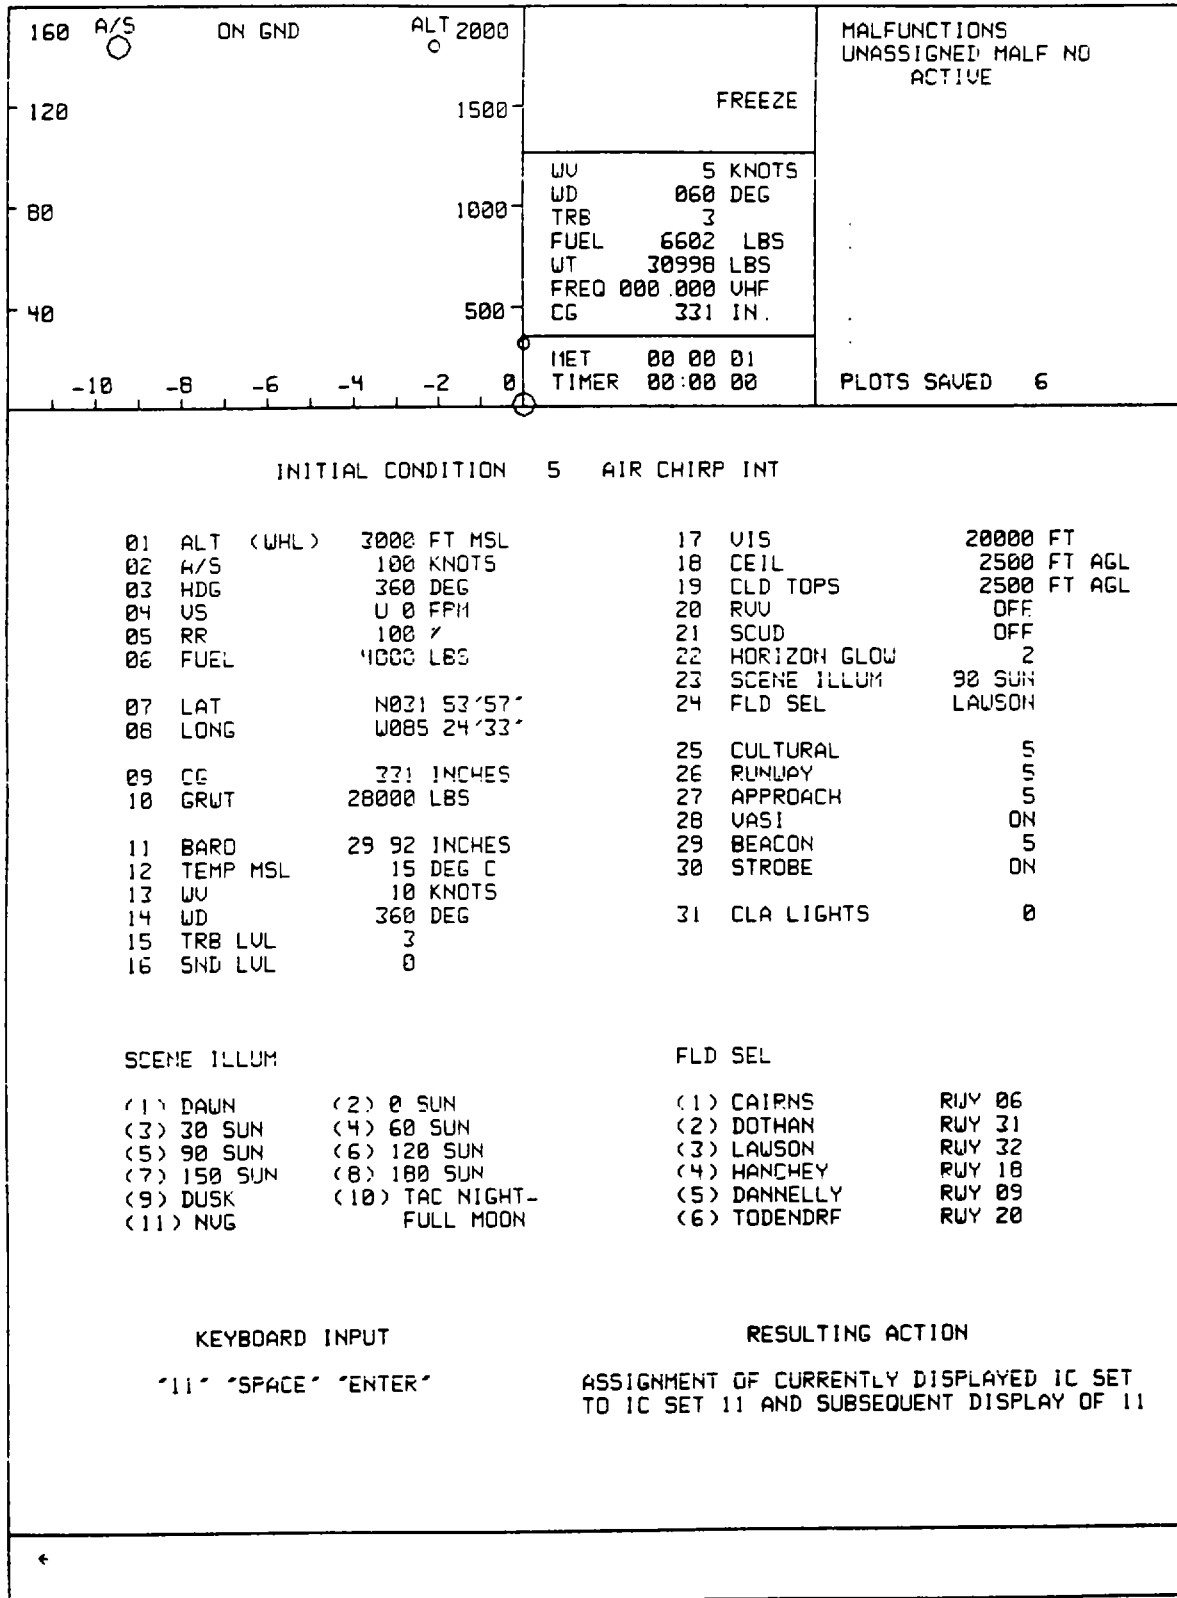 160 A/S ON GND ALT 2000
120
1500
80
1000
40
500
-10 -8 -6 -4 -2 0
FREEZE
WV 5 KNOTS
WD 060 DEG
TRB 3
FUEL 6602 LBS
WT 30998 LBS
FREQ 000.000 VHF
CG 331 IN.
MET 00 00 01
TIMER 00:00 00
MALFUNCTIONS
UNASSIGNED MALF NO
ACTIVE
PLOTS SAVED 6
INITIAL CONDITION 5 AIR CHIRP INT
01 ALT (WHL) 3000 FT MSL
02 A/S 100 KNOTS
03 HDG 360 DEG
04 VS U 0 FPM
05 RR 100 %
06 FUEL 4000 LBS
07 LAT N031 53'57"
08 LONG W085 24'33"
09 CG 331 INCHES
10 GRWT 28000 LBS
11 BARO 29 92 INCHES
12 TEMP MSL 15 DEG C
13 WV 10 KNOTS
14 WD 360 DEG
15 TRB LVL 3
16 SND LVL 0
17 VIS 20000 FT
18 CEIL 2500 FT AGL
19 CLD TOPS 2500 FT AGL
20 RVV OFF
21 SCUD OFF
22 HORIZON GLOW 2
23 SCENE ILLUM 90 SUN
24 FLD SEL LAWSON
25 CULTURAL 5
26 RUNWAY 5
27 APPROACH 5
28 VASI ON
29 BEACON 5
30 STROBE ON
31 CLA LIGHTS 0
SCENE ILLUM
(1) DAWN (2) 0 SUN
(3) 30 SUN (4) 60 SUN
(5) 90 SUN (6) 120 SUN
(7) 150 SUN (8) 180 SUN
(9) DUSK (10) TAC NIGHT-
(11) NVG FULL MOON
FLD SEL
(1) CAIRNS RWY 06
(2) DOTHAN RWY 31
(3) LAWSON RWY 32
(4) HANCHEY RWY 18
(5) DANNELLY RWY 09
(6) TODENDRF RWY 20
KEYBOARD INPUT
"11" "SPACE" "ENTER"
RESULTING ACTION
ASSIGNMENT OF CURRENTLY DISPLAYED IC SET
TO IC SET 11 AND SUBSEQUENT DISPLAY OF 11
←